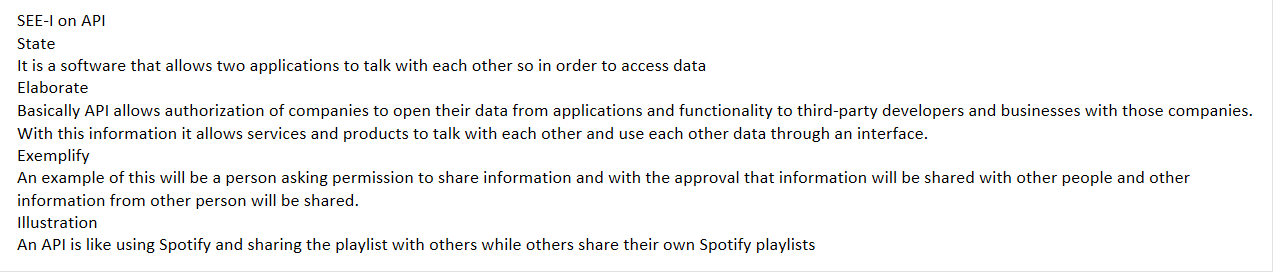 SEE-I on API
State
It is a software that allows two applications to talk with each other so in order to access data
Elaborate
Basically API allows authorization of companies to open their data from applications and functionality to third-party developers and businesses with those companies.
With this information it allows services and products to talk with each other and use each other data through an interface.
Exemplify
An example of this will be a person asking permission to share information and with the approval that information will be shared with other people and other
information from other person will be shared.
Illustration
An API is like using Spotify and sharing the playlist with others while others share their own Spotify playlists